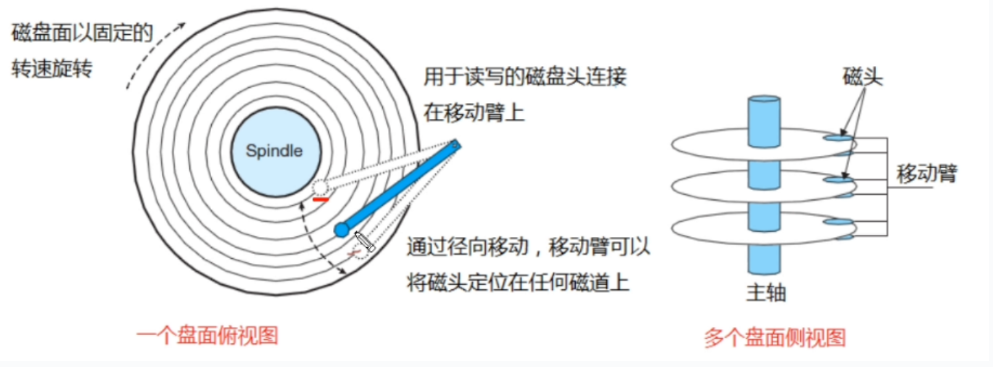 磁盘面以固定的
转速旋转
Spindle
用于读写的磁盘头连接
在移动臂上
通过径向移动，移动臂可以
将磁头定位在任何磁道上
一个盘面俯视图
磁头
移动臂
主轴
多个盘面侧视图